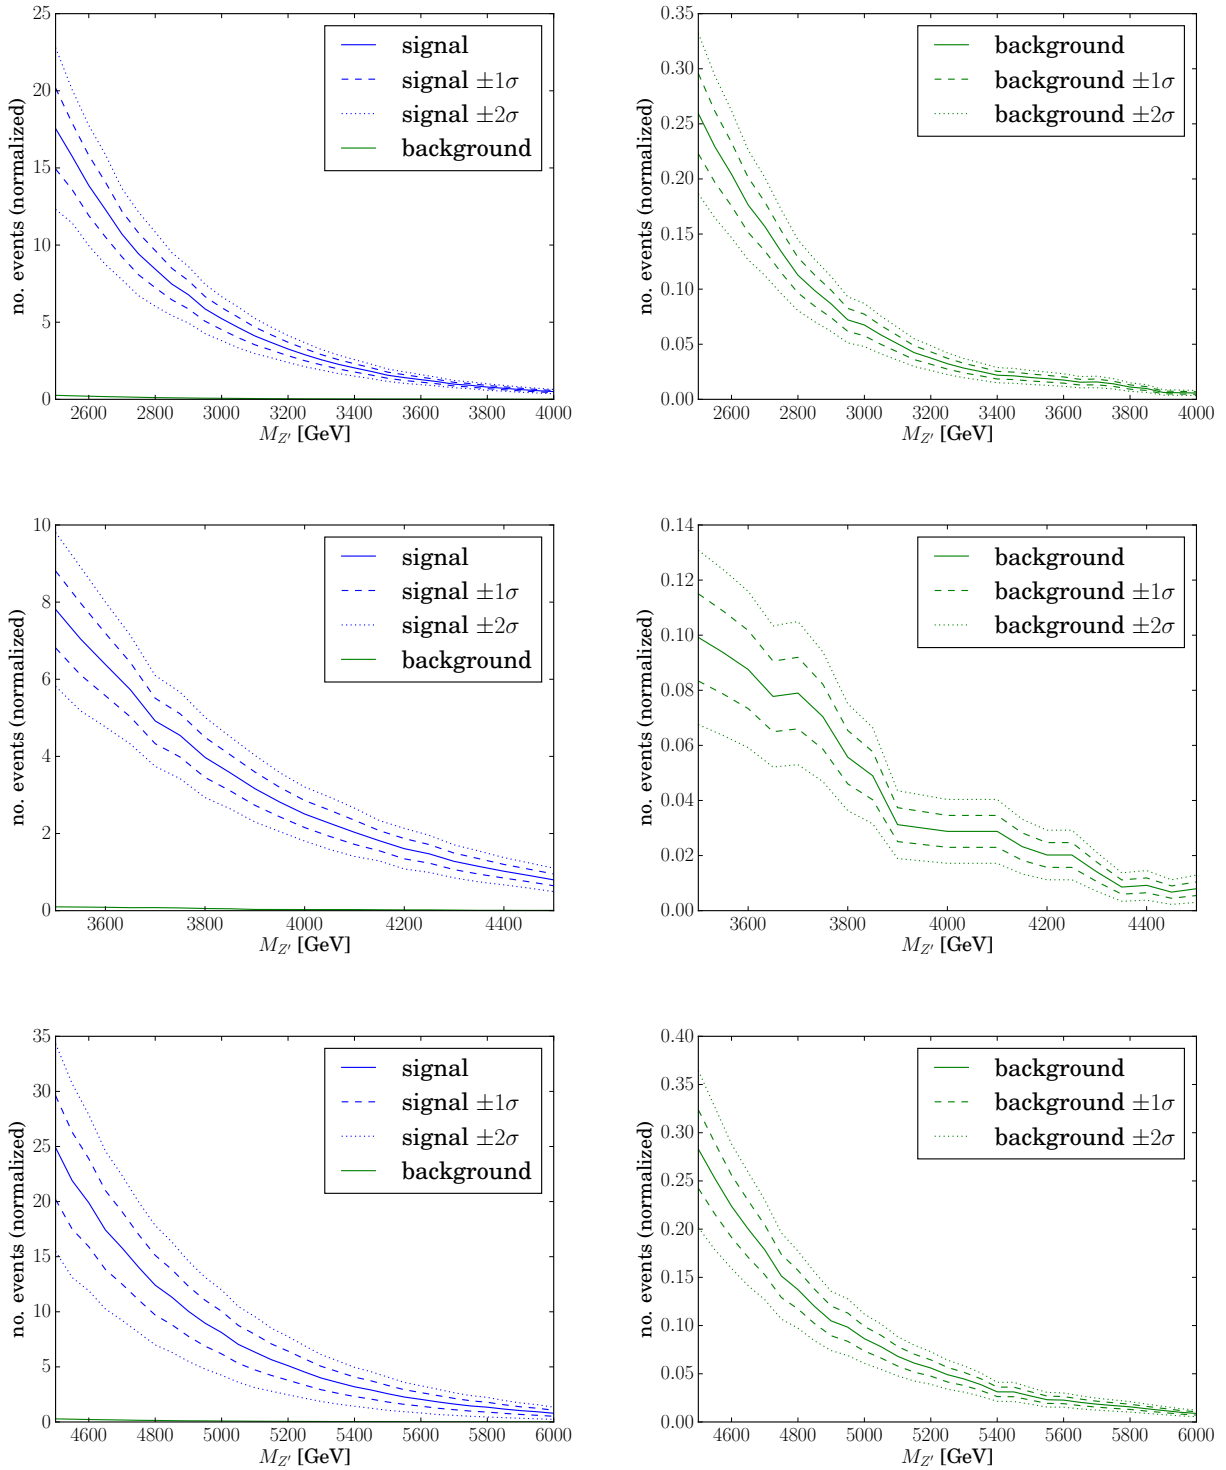 25
20
15
10
5
0
no. events (normalized)
signal
signal ±1σ
signal ±2σ
background
2600 2800 3000 3200 3400 3600 3800 4000
M_{Z'} [GeV]
0.35
0.30
0.25
0.20
0.15
0.10
0.05
0.00
no. events (normalized)
background
background ±1σ
background ±2σ
2600 2800 3000 3200 3400 3600 3800 4000
M_{Z'} [GeV]
10
8
6
4
2
0
no. events (normalized)
signal
signal ±1σ
signal ±2σ
background
3600 3800 4000 4200 4400
M_{Z'} [GeV]
0.14
0.12
0.10
0.08
0.06
0.04
0.02
0.00
no. events (normalized)
background
background ±1σ
background ±2σ
3600 3800 4000 4200 4400
M_{Z'} [GeV]
35
30
25
20
15
10
5
0
no. events (normalized)
signal
signal ±1σ
signal ±2σ
background
4600 4800 5000 5200 5400 5600 5800 6000
M_{Z'} [GeV]
0.40
0.35
0.30
0.25
0.20
0.15
0.10
0.05
0.00
no. events (normalized)
background
background ±1σ
background ±2σ
4600 4800 5000 5200 5400 5600 5800 6000
M_{Z'} [GeV]